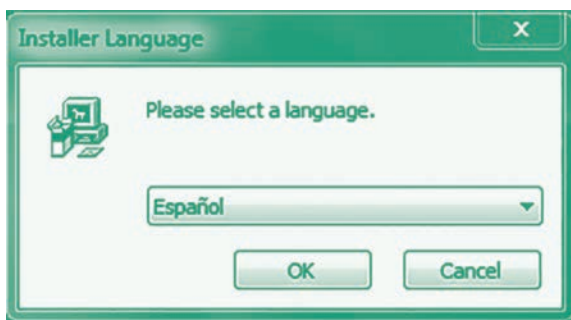 Installer Language
x
Please select a language.
Español
OK
Cancel